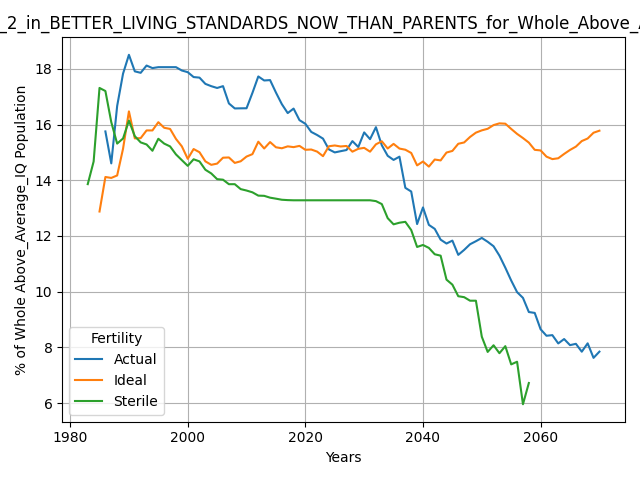 _2_in_BETTER_LIVING_STANDARDS_NOW_THAN_PARENTS_for_Whole_Above_
% of Whole Above_Average_IQ Population
18
16
14
12
10
8
6
Fertility
Actual
Ideal
Sterile
1980
2000
2020
2040
2060
Years